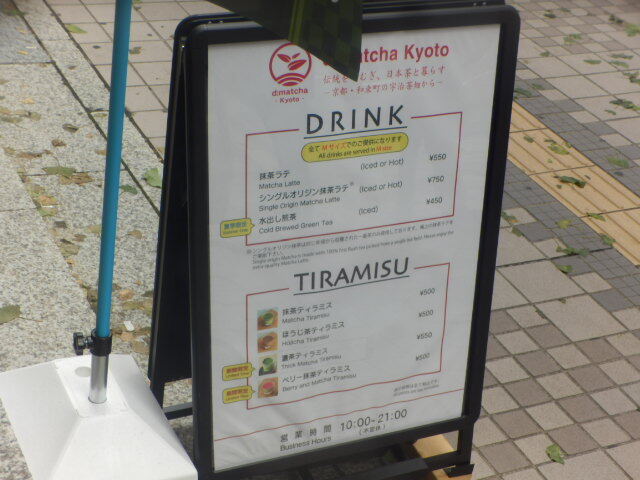 d:matcha
- Kyoto -
d:matcha Kyoto
伝統をつむぎ、日本茶と暮らす
－京都・和束町の宇治茶畑から－
DRINK
全て Mサイズでのご提供になります
All drinks are served in M size
抹茶ラテ (Iced or Hot) ¥550
Matcha Latte
シングルオリジン抹茶ラテ※ (Iced or Hot) ¥750
Single Origin Matcha Latte
水出し煎茶 (Iced) ¥450
Cold Brewed Green Tea
TIRAMISU
抹茶ティラミス ¥500
Matcha Tiramisu
ほうじ茶ティラミス ¥500
Hojicha Tiramisu
濃茶ティラミス ¥550
Thick Matcha Tiramisu
ベリー抹茶ティラミス ¥500
Berry and Matcha Tiramisu
営業時間 10:00-21:00
Business Hours (不定休)